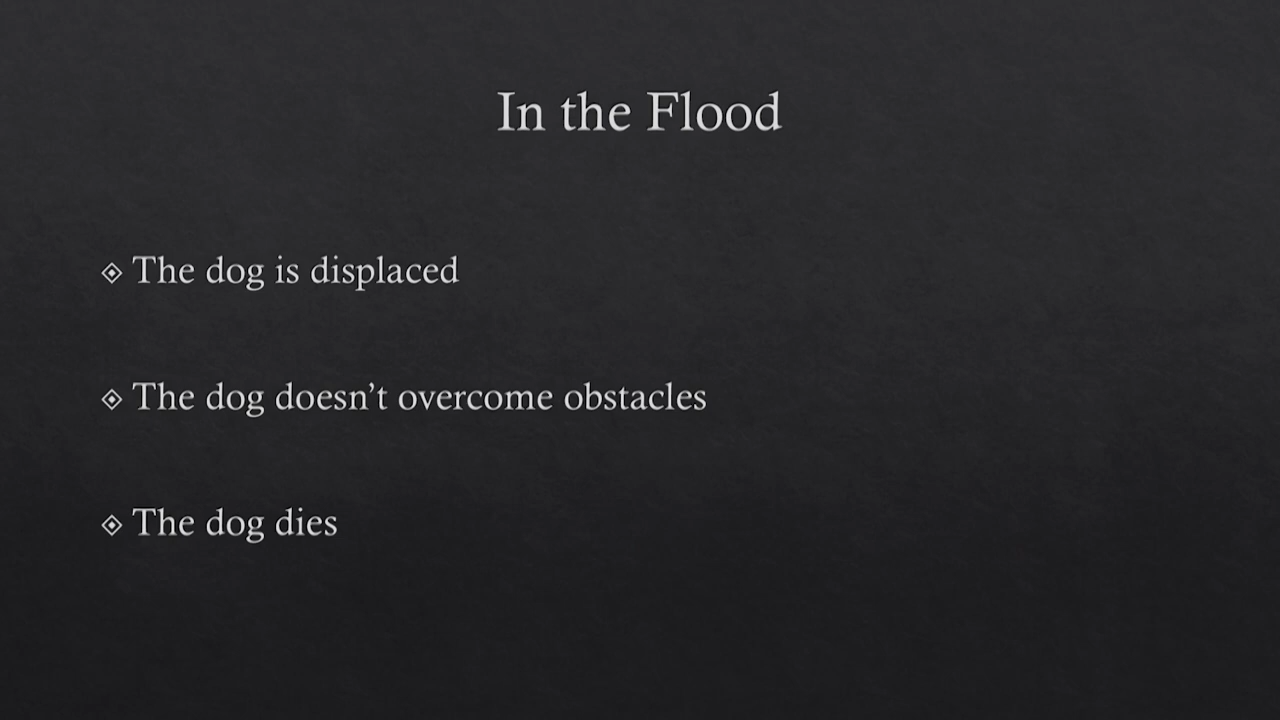 In the Flood
The dog is displaced
The dog doesn’t overcome obstacles
The dog dies